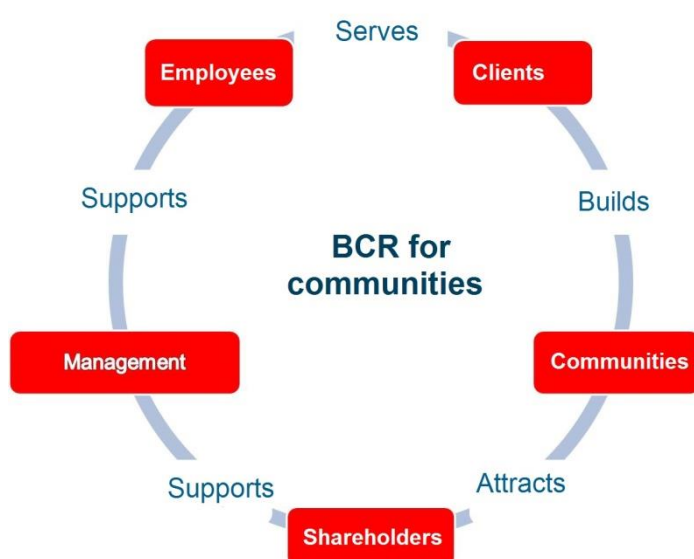 Serves
Employees
Clients
Supports
Builds
BCR for
communities
Management
Communities
Supports
Attracts
Shareholders